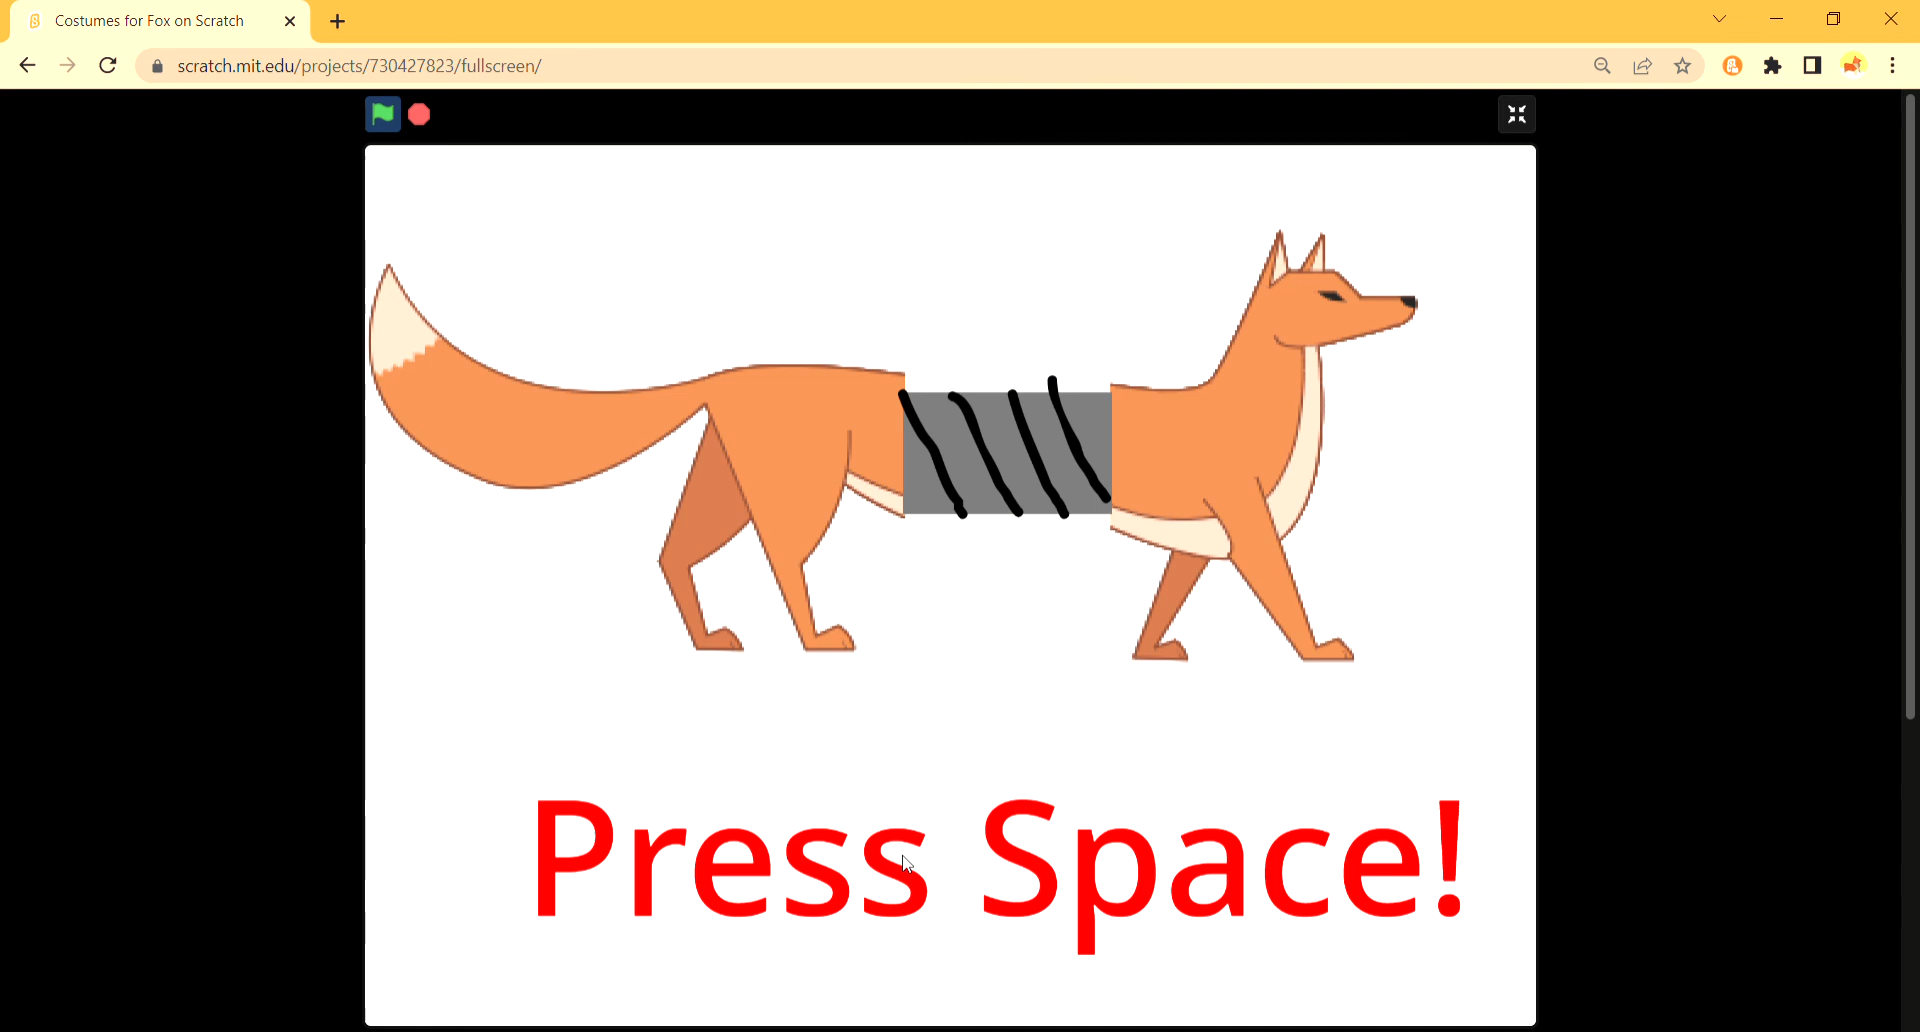 Costumes for Fox on Scratch
scratch.mit.edu/projects/730427823/fullscreen/
Press Space!